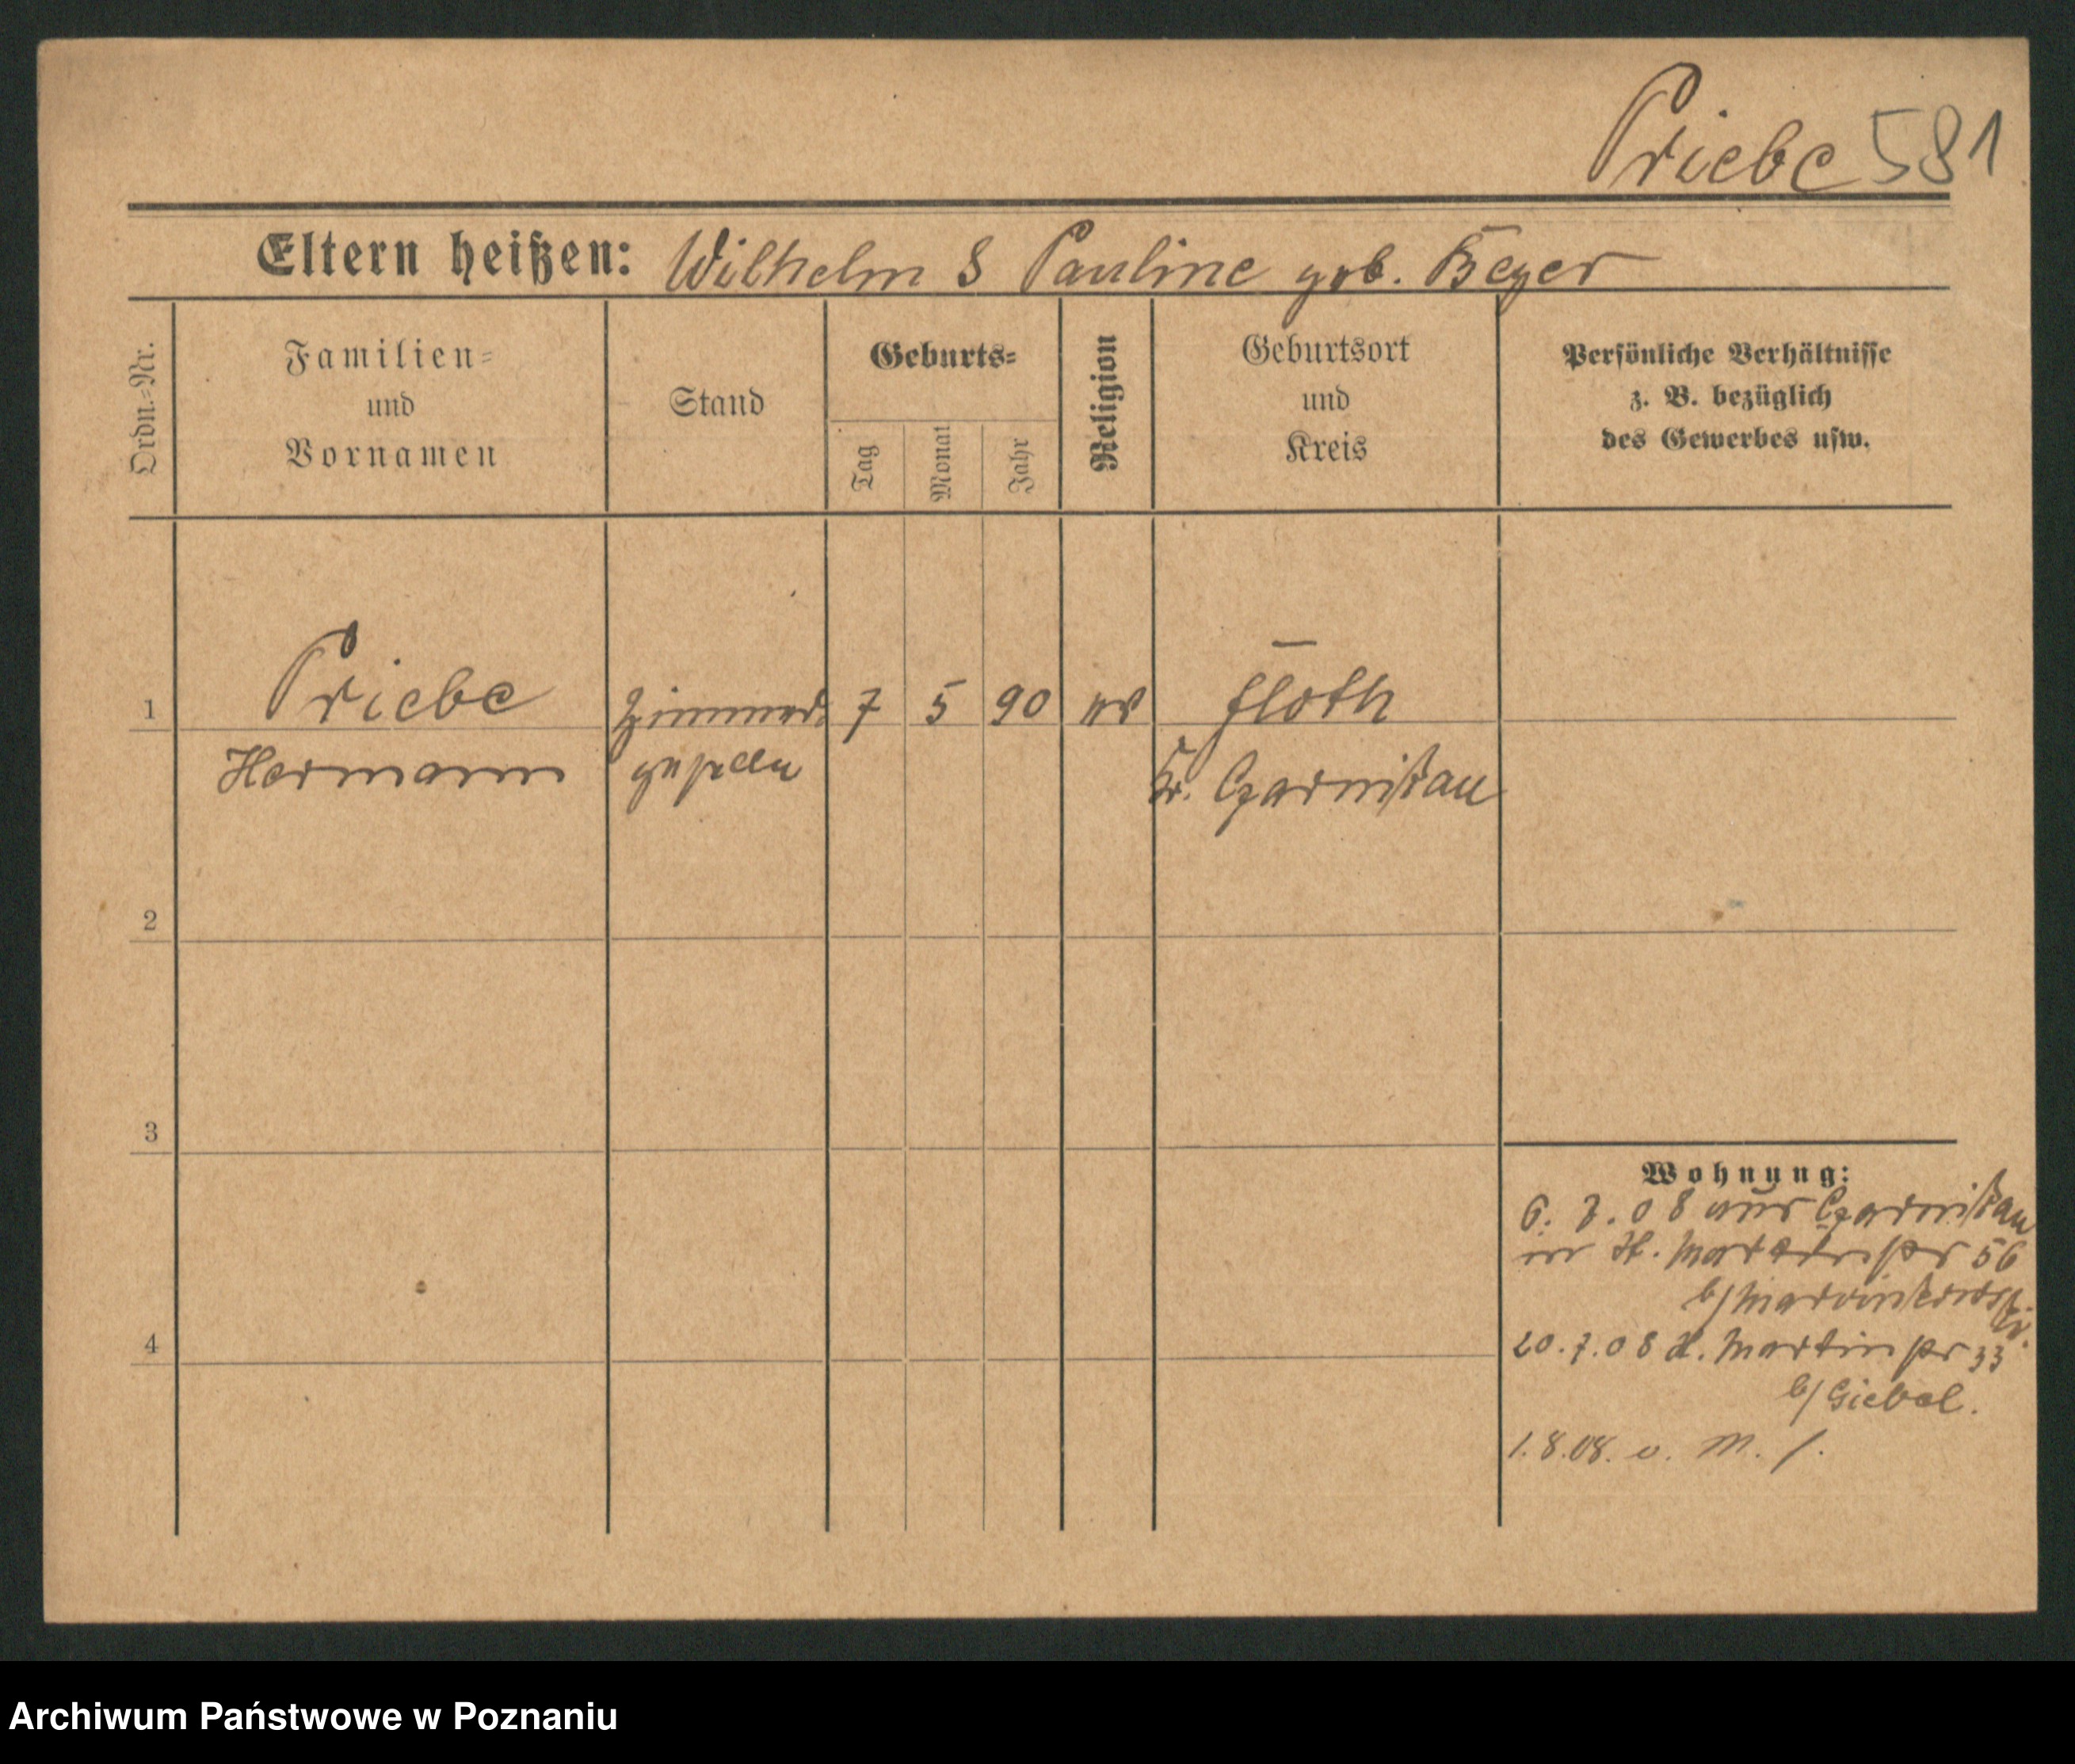 Priebe 581
Eltern heißen: Wilhelm & Pauline geb. Beyer
Ordn.-Nr.
Familien-
und
Vornamen
Stand
Geburts-
Tag
Monat
Jahr
Religion
Geburtsort
und
Kreis
Persönliche Verhältnisse
z. B. bezüglich
des Gewerbes usw.
1 Priebe Zimmer- 7 5 90 ev Floth
Hermann geselle Kr. Czarnikau
2
3
4
Wohnung:
6. 7. 08 aus Czarnikau
in St. Martinstr 56
b/
20. 7. 08 St. Martinstr 33
b/ Giebel.
1. 8. 08. v. M. /.
Archiwum Państwowe w Poznaniu